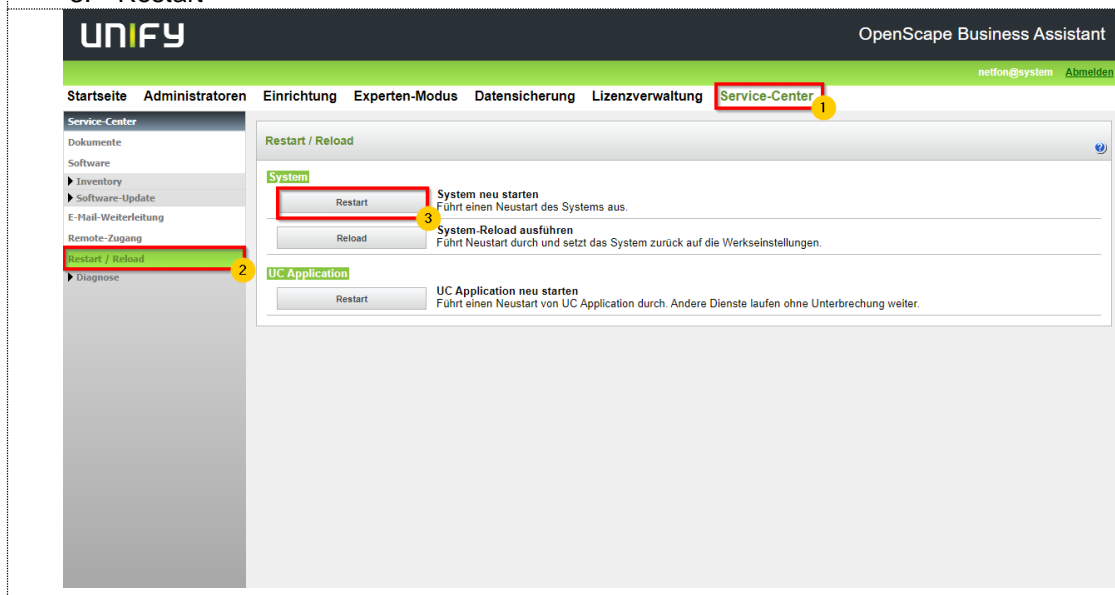 Restart
UNIFY
OpenScape Business Assistant
netfon@system Abmelden
Startseite Administratoren Einrichtung Experten-Modus Datensicherung Lizenzverwaltung Service-Center
1
Service-Center
Dokumente
Software
Inventory
Software-Update
E-Mail-Weiterleitung
Remote-Zugang
Restart / Reload
2
Diagnose
Restart / Reload
?
System
Restart
3
System neu starten
Führt einen Neustart des Systems aus.
Reload
System-Reload ausführen
Führt Neustart durch und setzt das System zurück auf die Werkseinstellungen.
UC Application
Restart
UC Application neu starten
Führt einen Neustart von UC Application durch. Andere Dienste laufen ohne Unterbrechung weiter.